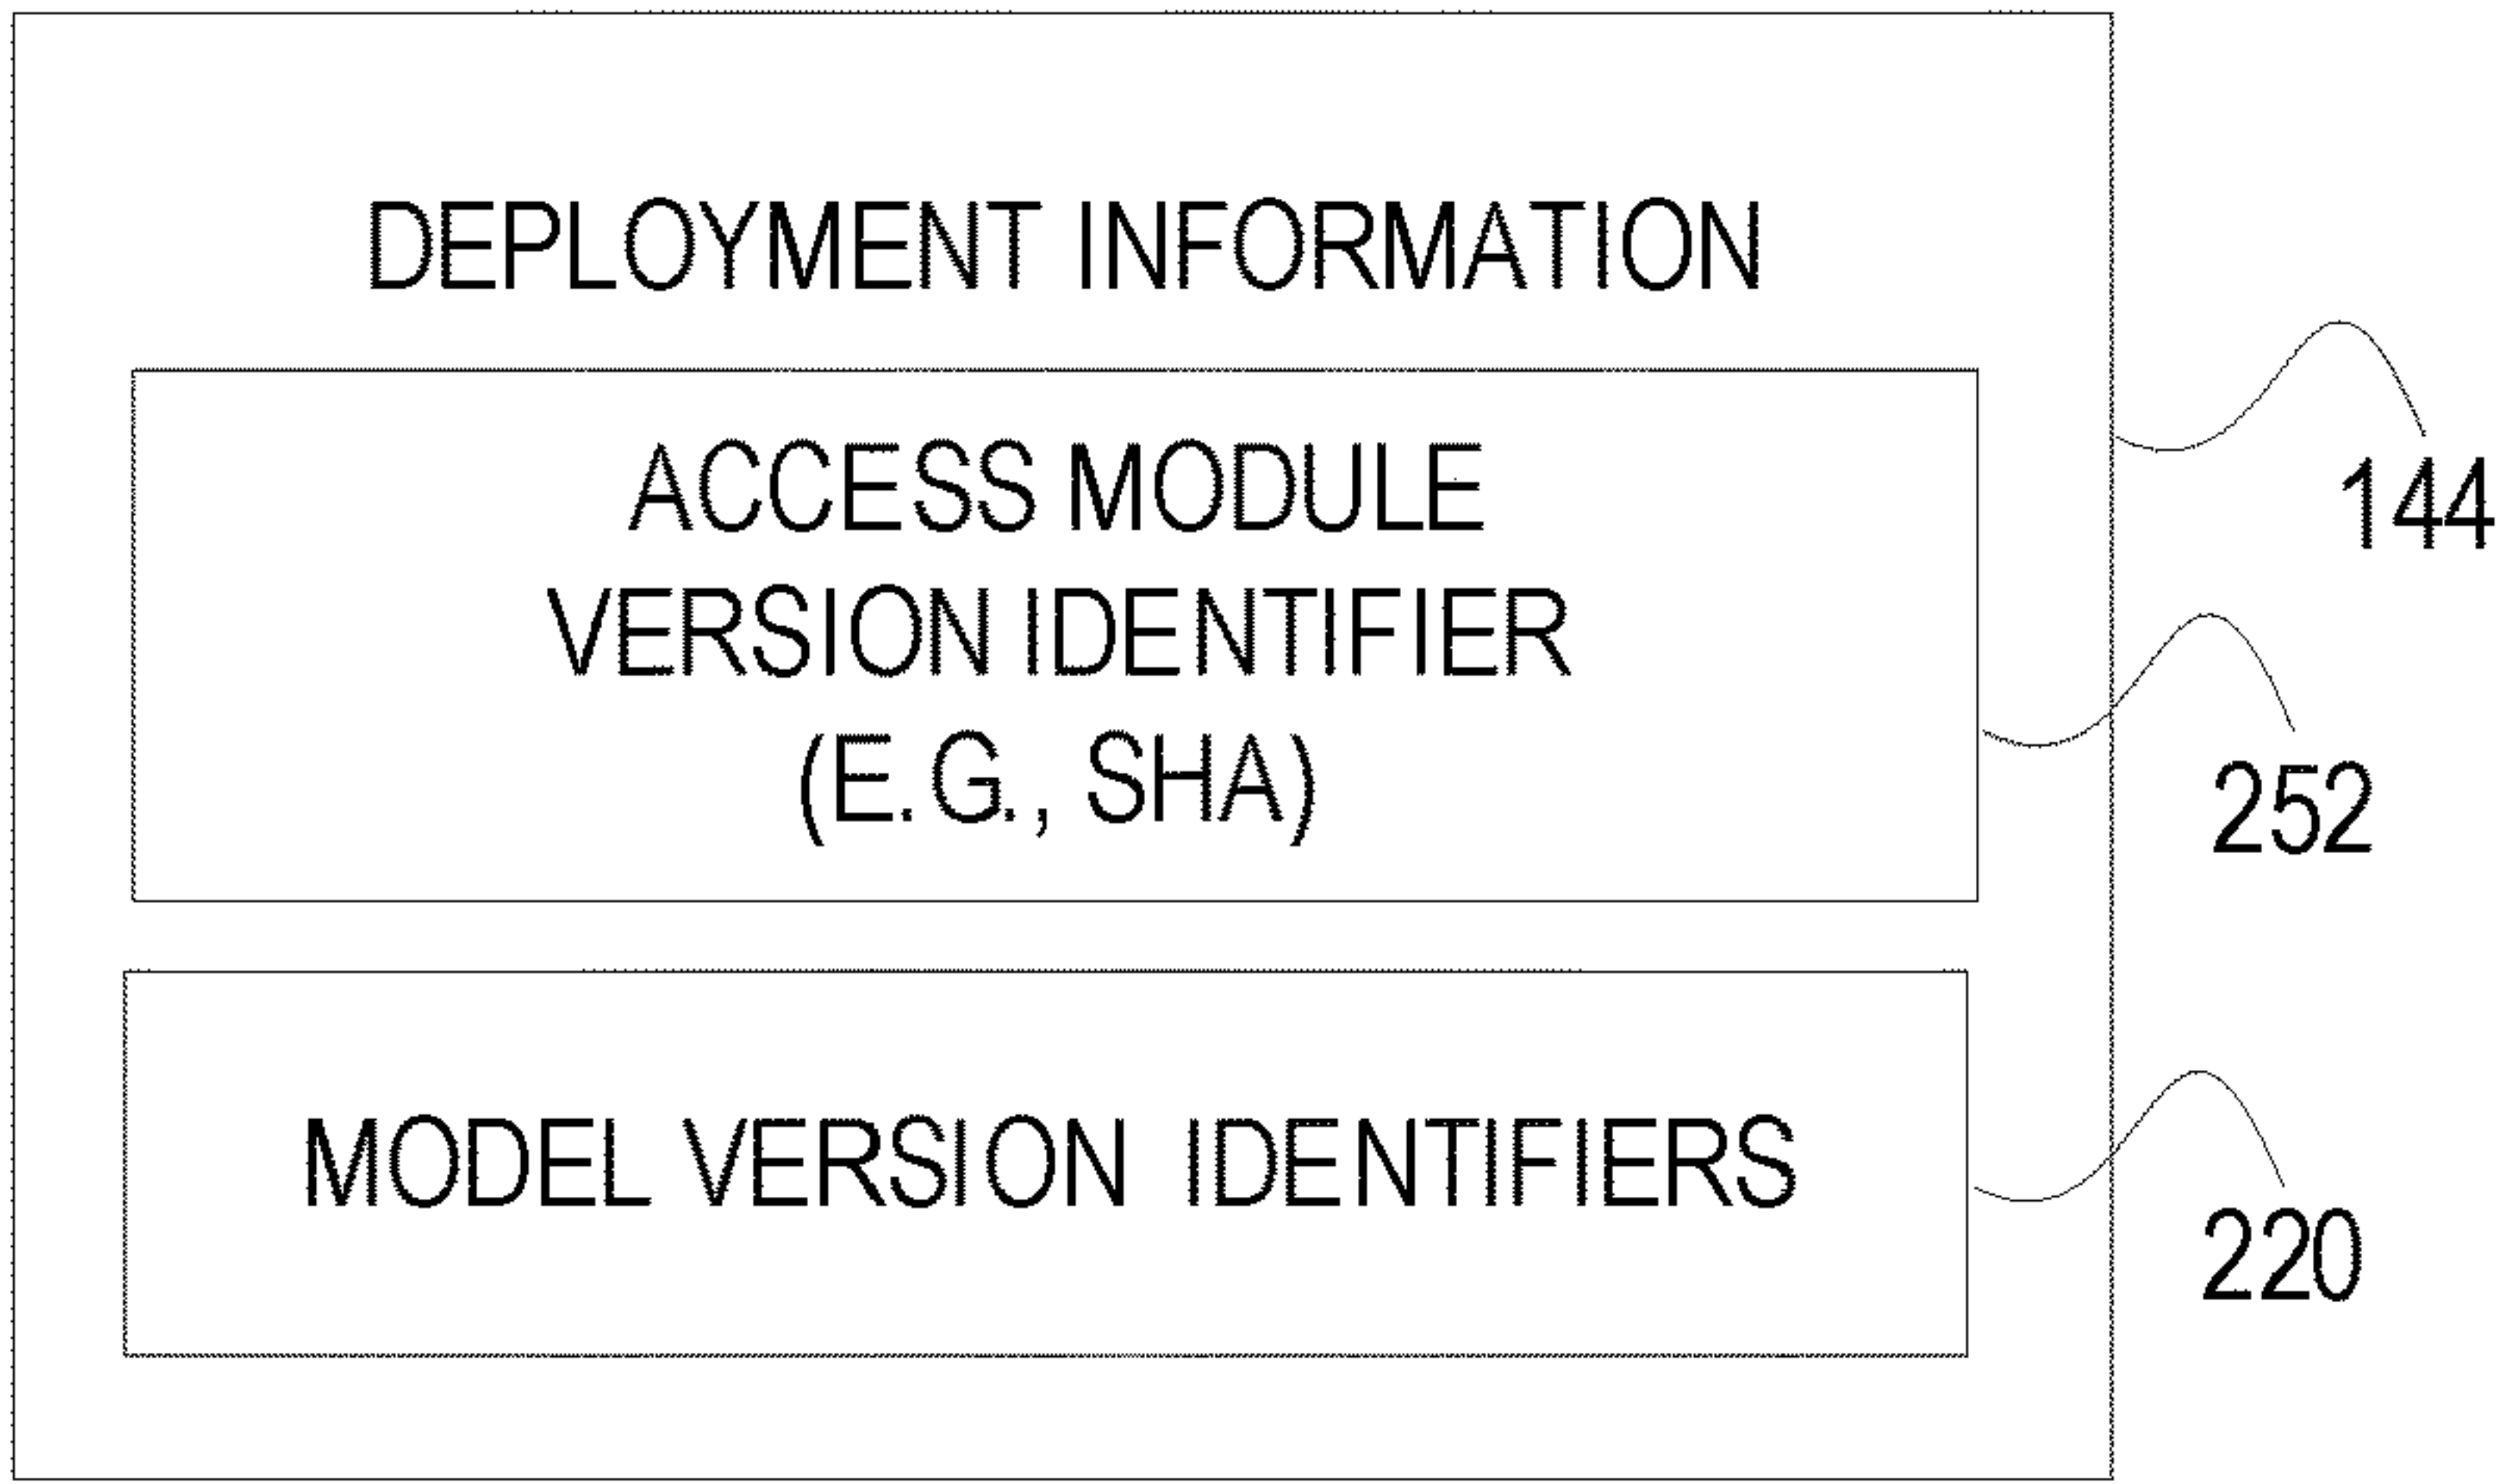 DEPLOYMENT INFORMATION
ACCESS MODULE
VERSION IDENTIFIER
(E.G., SHA)
MODEL VERSION IDENTIFIERS
144
252
220